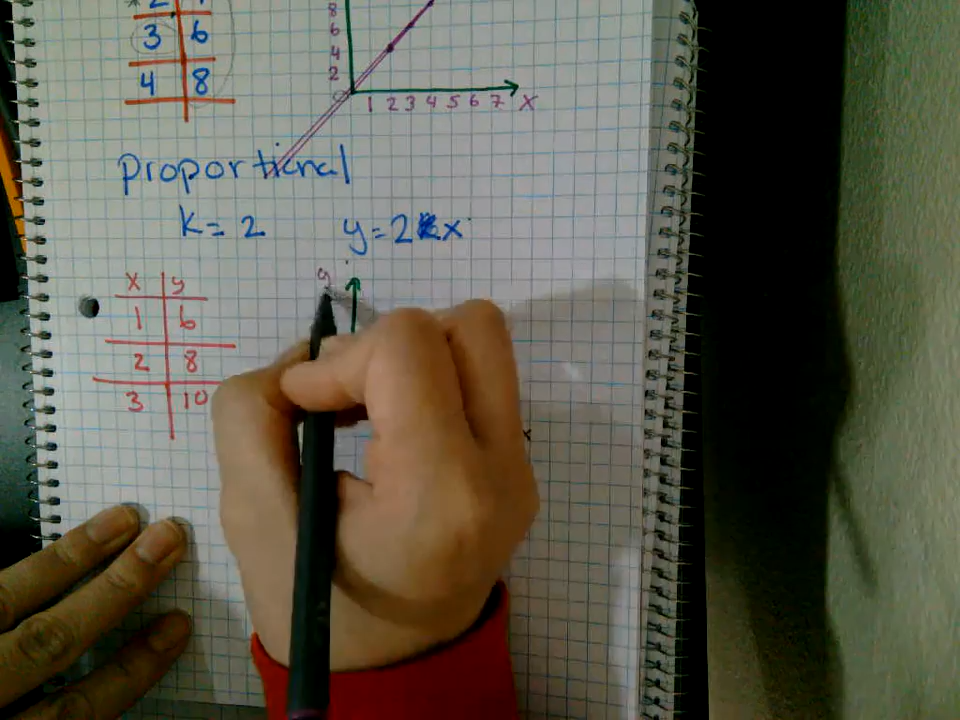 3 6
4 8
8
6
4
2
1 2 3 4 5 6 7 x
Proportional
k = 2 y = 2x
x y
1 6
2 8
3 10
y
x